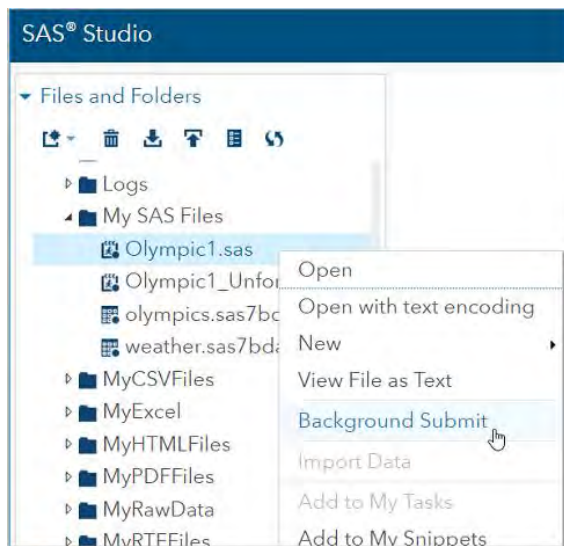 SAS® Studio
Files and Folders
Logs
My SAS Files
Olympic1.sas
Olympic1_Unfor
olympics.sas7bd
weather.sas7bda
MyCSVFiles
MyExcel
MyHTMLFiles
MyPDFFiles
MyRawData
MyRTFFiles
Open
Open with text encoding
New
View File as Text
Background Submit
Import Data
Add to My Tasks
Add to My Snippets